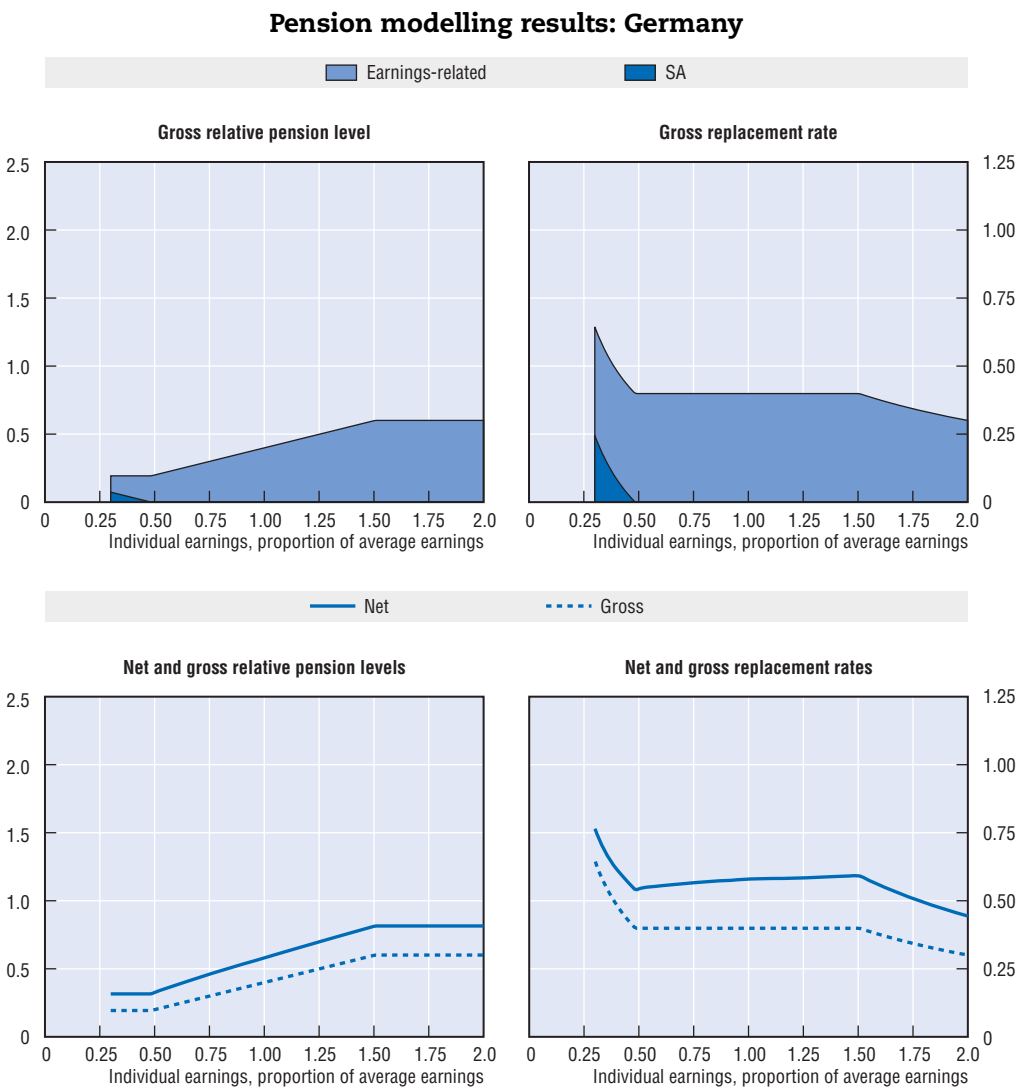 Pension modelling results: Germany
Earnings-related SA
Gross relative pension level
2.5
2.0
1.5
1.0
0.5
0
0 0.25 0.50 0.75 1.00 1.25 1.50 1.75 2.0
Individual earnings, proportion of average earnings
Gross replacement rate
1.25
1.00
0.75
0.50
0.25
0
0 0.25 0.50 0.75 1.00 1.25 1.50 1.75 2.0
Individual earnings, proportion of average earnings
Net Gross
Net and gross relative pension levels
2.5
2.0
1.5
1.0
0.5
0
0 0.25 0.50 0.75 1.00 1.25 1.50 1.75 2.0
Individual earnings, proportion of average earnings
Net and gross replacement rates
1.25
1.00
0.75
0.50
0.25
0
0 0.25 0.50 0.75 1.00 1.25 1.50 1.75 2.0
Individual earnings, proportion of average earnings